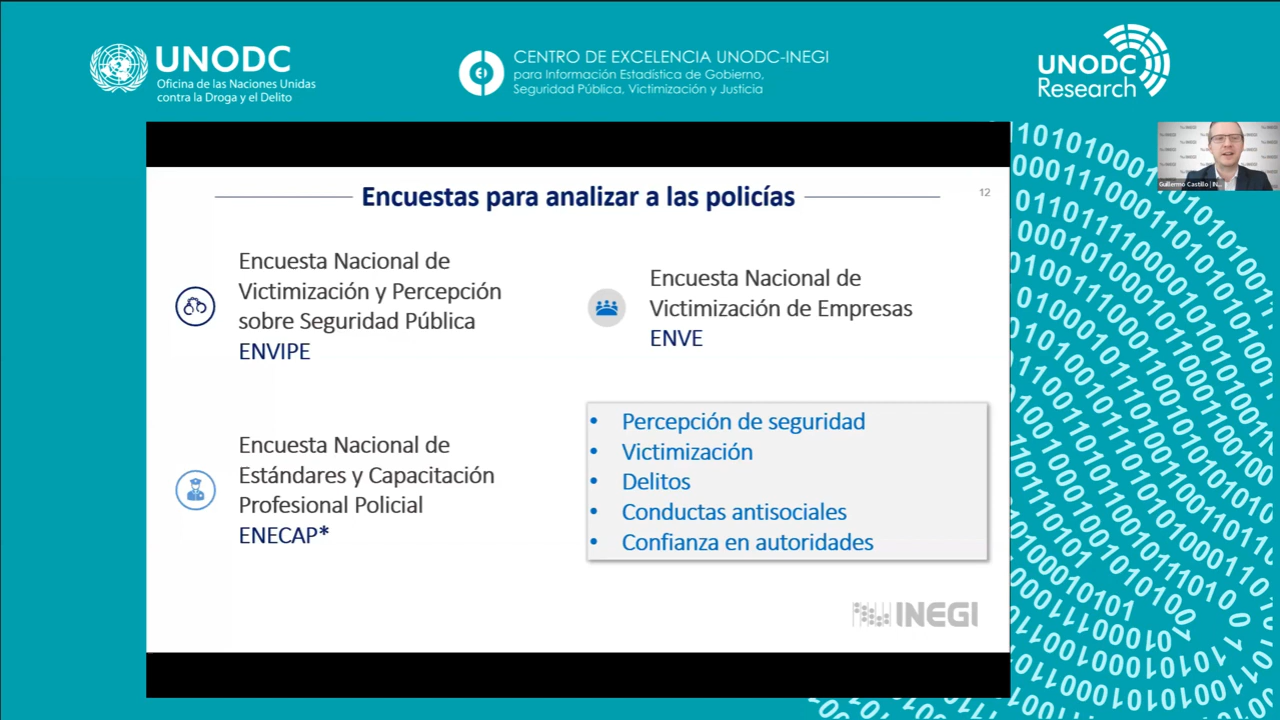 UNODC
Oficina de las Naciones Unidas
contra la Droga y el Delito
CENTRO DE EXCELENCIA UNODC-INEGI
para Información Estadística de Gobierno,
Seguridad Pública, Victimización y Justicia
UNODC
Research
Guillermo Castillo | IN...
Encuestas para analizar a las policías
12
Encuesta Nacional de
Victimización y Percepción
sobre Seguridad Pública
ENVIPE
Encuesta Nacional de
Victimización de Empresas
ENVE
Encuesta Nacional de
Estándares y Capacitación
Profesional Policial
ENECAP*
• Percepción de seguridad
• Victimización
• Delitos
• Conductas antisociales
• Confianza en autoridades
INEGI